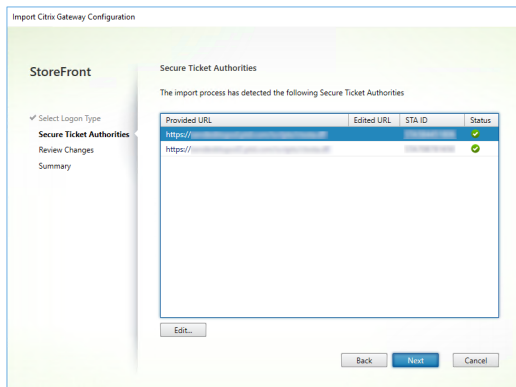 Import Citrix Gateway Configuration
StoreFront
Select Logon Type
Secure Ticket Authorities
Review Changes
Summary
Secure Ticket Authorities
The import process has detected the following Secure Ticket Authorities
Provided URL Edited URL STA ID Status
https://
https://
Edit...
Back Next Cancel